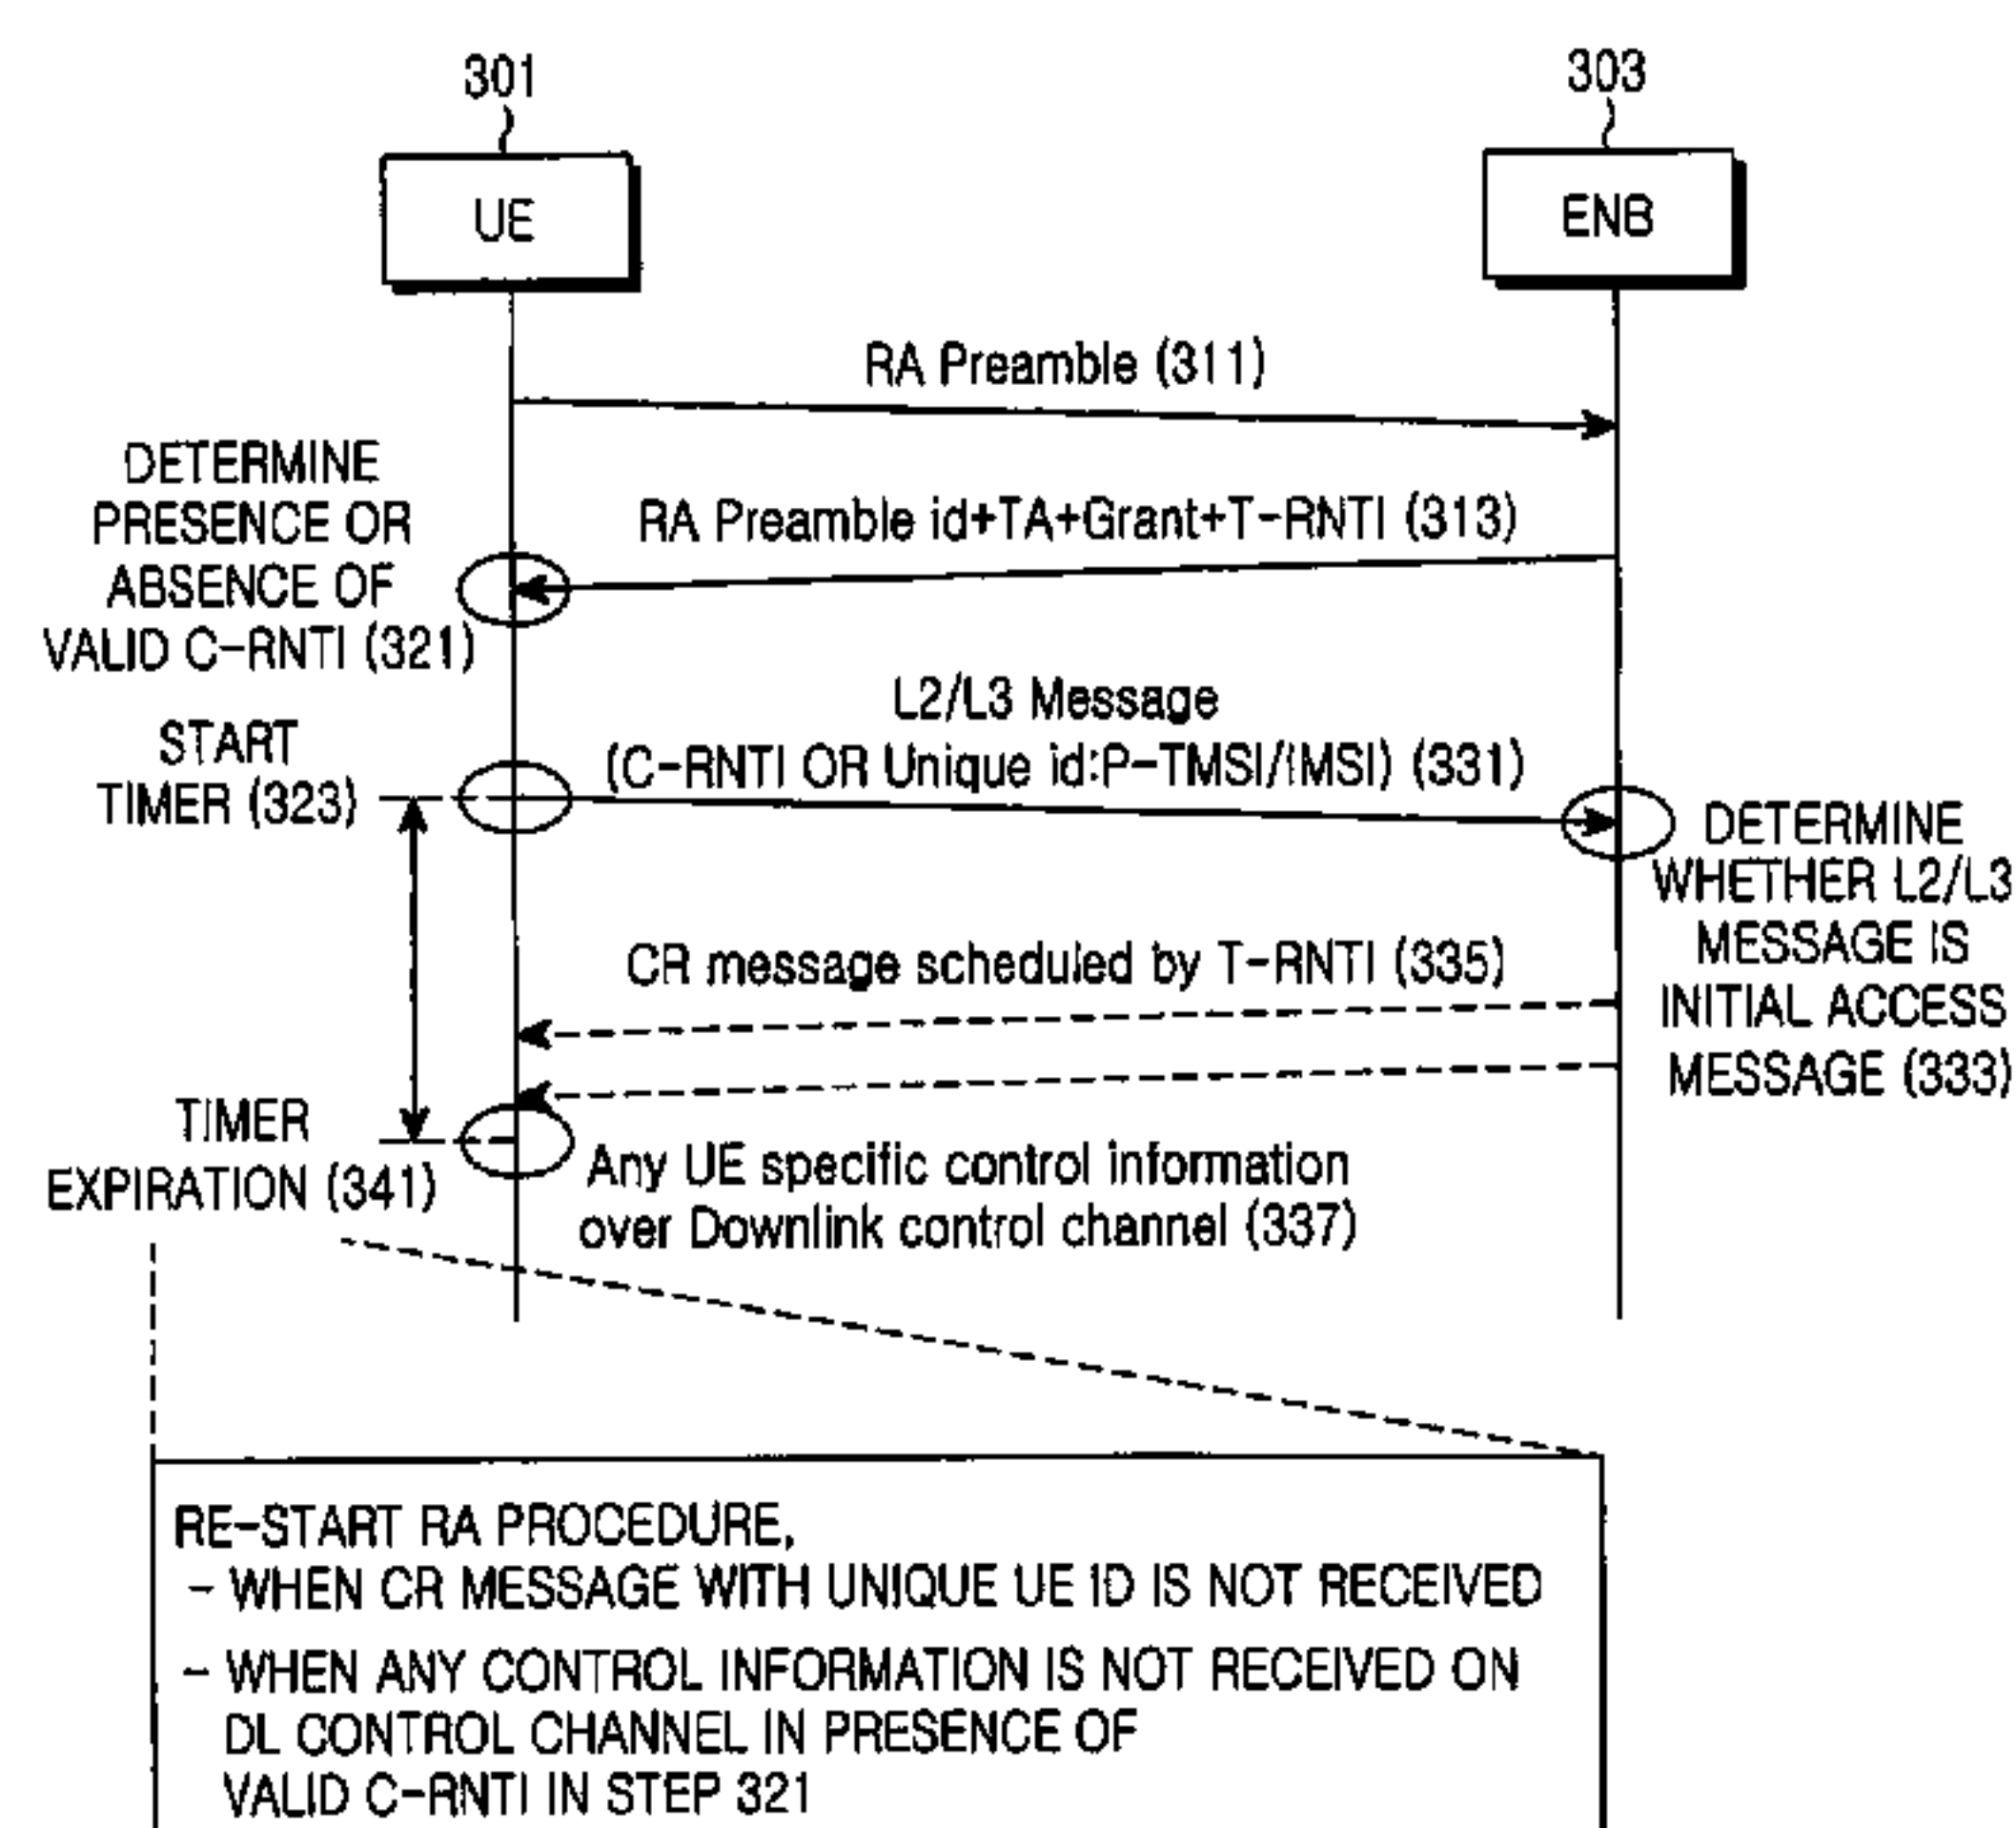 301
303
UE
ENB
RA Preamble (311)
DETERMINE
PRESENCE OR
ABSENCE OF
VALID C-RNTI (321)
RA Preamble id+TA+Grant+T-RNTI (313)
L2/L3 Message
(C-RNTI OR Unique id:P-TMSI/IMSI) (331)
START
TIMER (323)
DETERMINE
WHETHER L2/L3
MESSAGE IS
INITIAL ACCESS
MESSAGE (333)
CR message scheduled by T-RNTI (335)
TIMER
EXPIRATION (341)
Any UE specific control information
over Downlink control channel (337)
RE-START RA PROCEDURE,
- WHEN CR MESSAGE WITH UNIQUE UE ID IS NOT RECEIVED
- WHEN ANY CONTROL INFORMATION IS NOT RECEIVED ON
DL CONTROL CHANNEL IN PRESENCE OF
VALID C-RNTI IN STEP 321